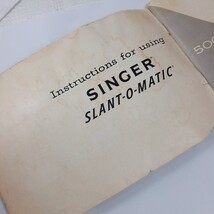 Instructions for using
SINGER
SLANT-O-MATIC